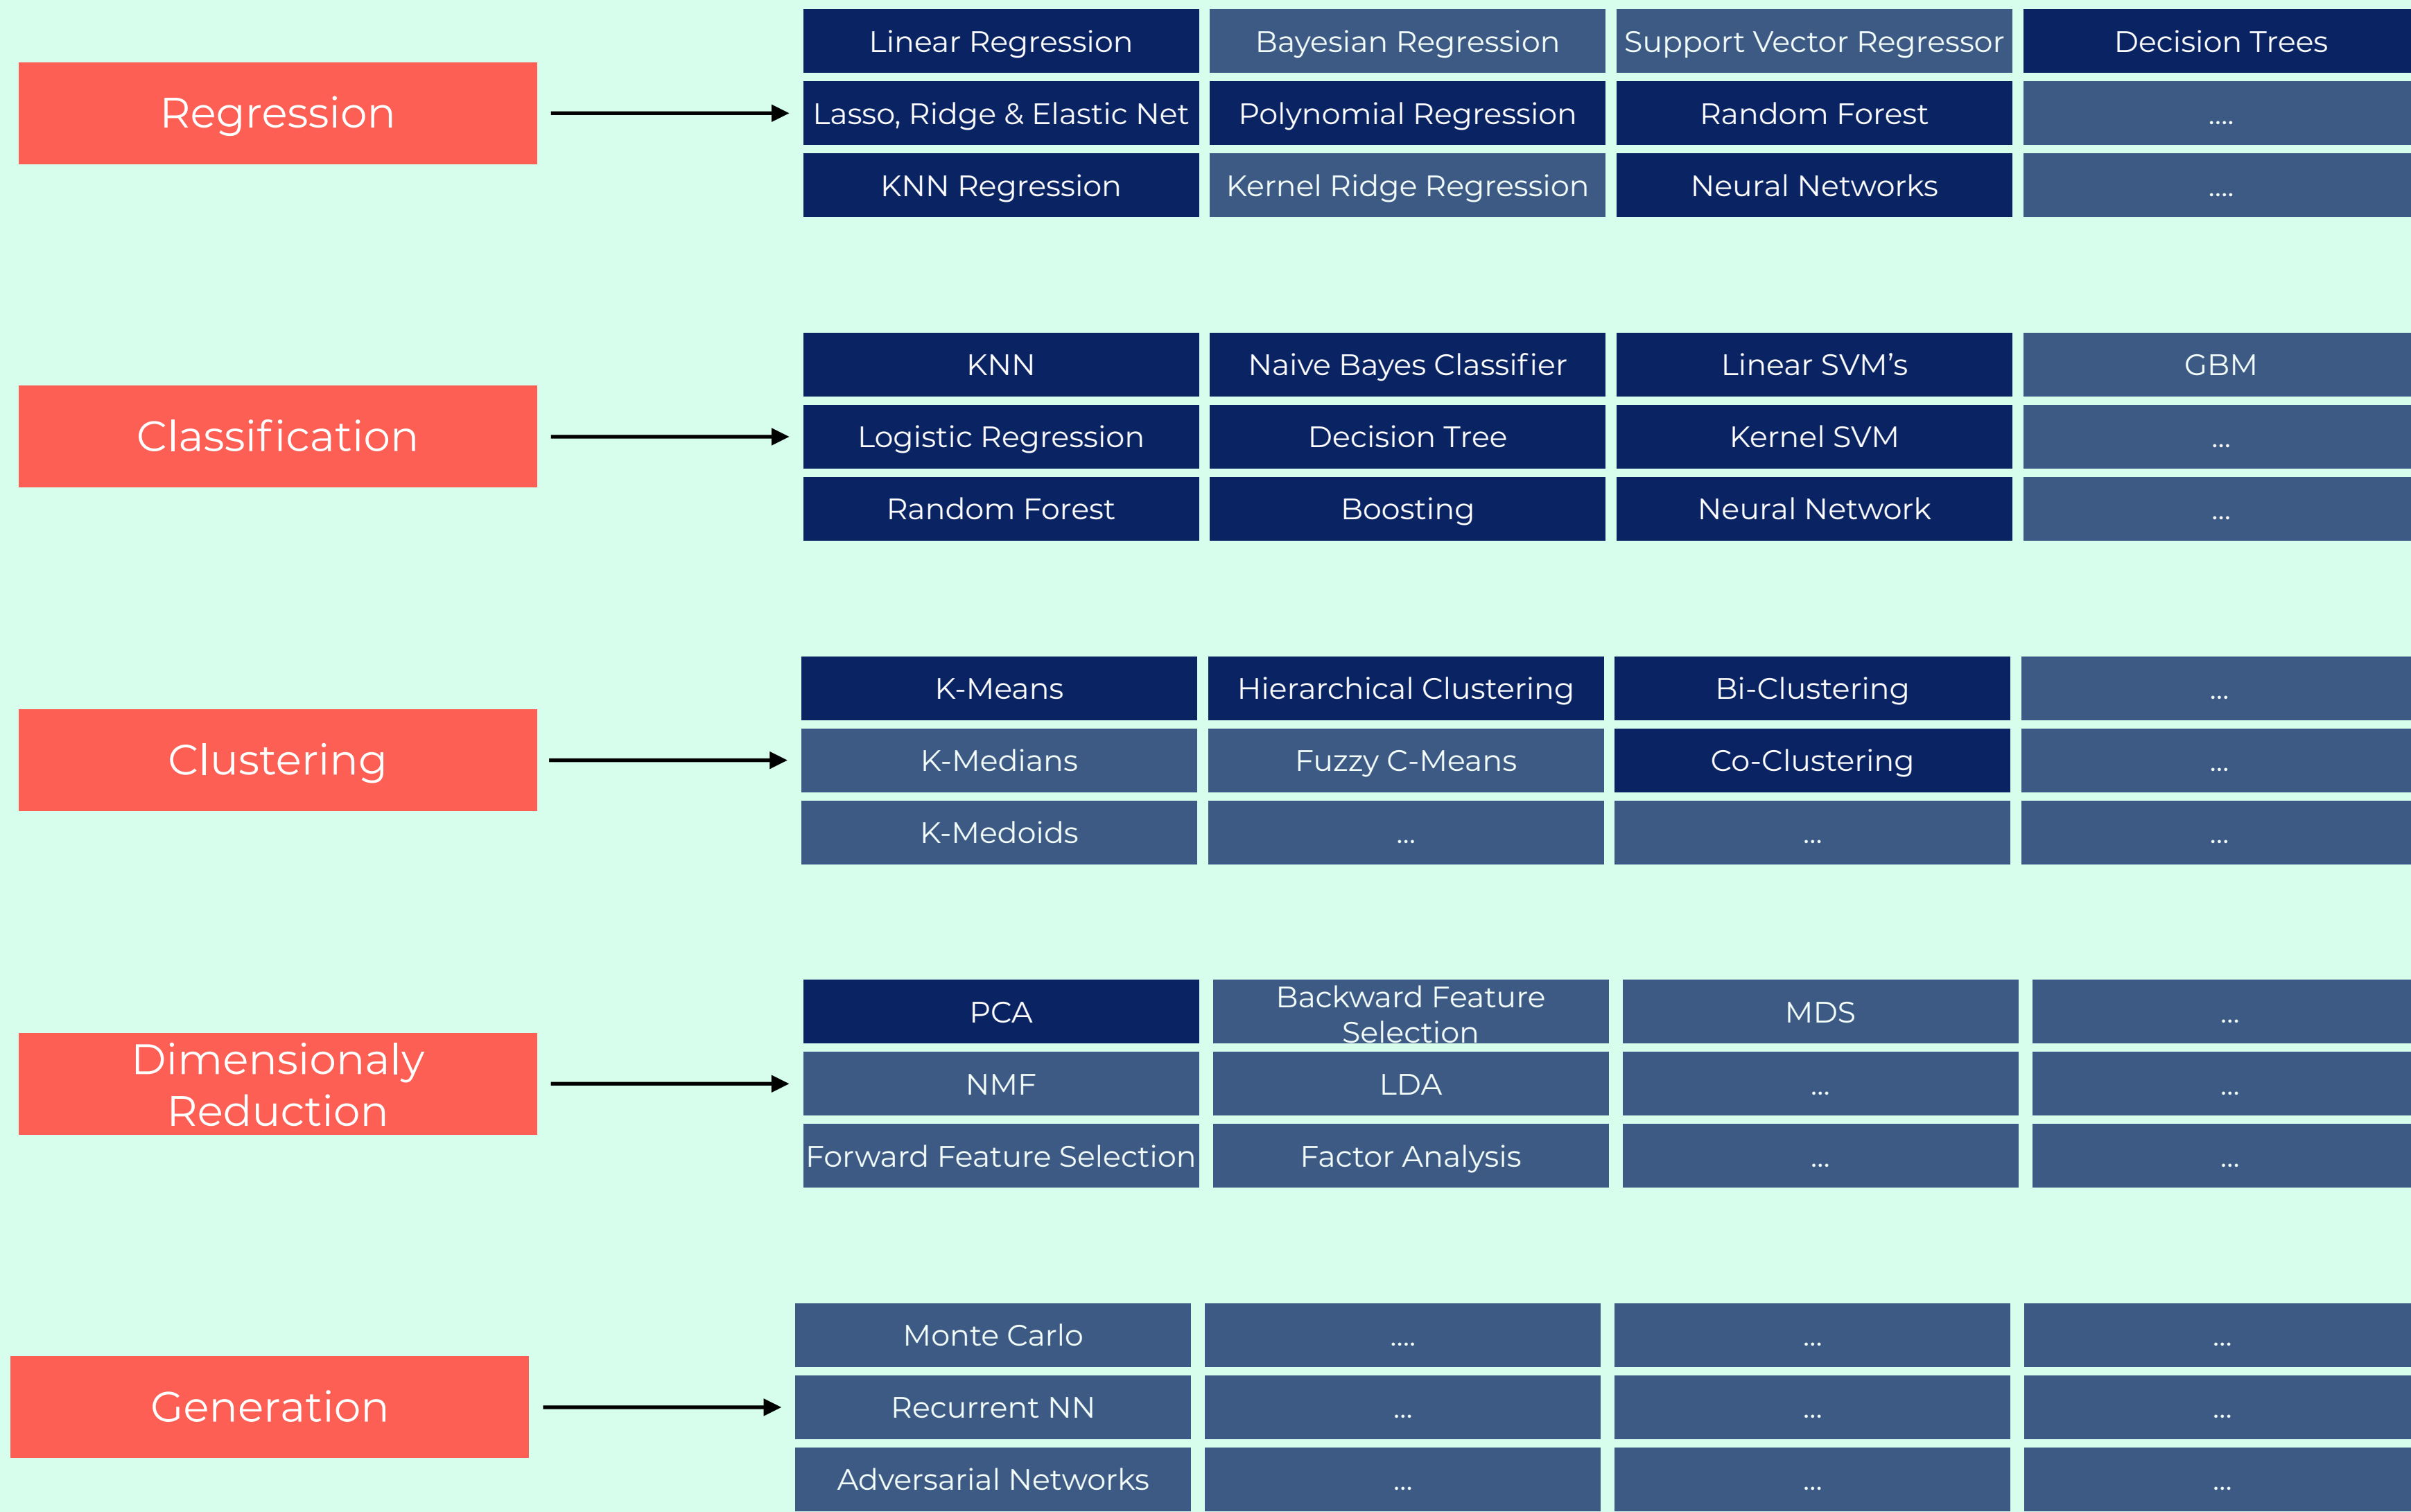 Regression
Linear Regression
Bayesian Regression
Support Vector Regressor
Decision Trees
Lasso, Ridge & Elastic Net
Polynomial Regression
Random Forest
....
KNN Regression
Kernel Ridge Regression
Neural Networks
....
Classification
KNN
Naive Bayes Classifier
Linear SVM’s
GBM
Logistic Regression
Decision Tree
Kernel SVM
...
Random Forest
Boosting
Neural Network
...
Clustering
K-Means
Hierarchical Clustering
Bi-Clustering
...
K-Medians
Fuzzy C-Means
Co-Clustering
...
K-Medoids
...
...
...
Dimensionaly
Reduction
PCA
Backward Feature
Selection
MDS
...
NMF
LDA
...
...
Forward Feature Selection
Factor Analysis
...
...
Generation
Monte Carlo
....
...
...
Recurrent NN
...
...
...
Adversarial Networks
...
...
...